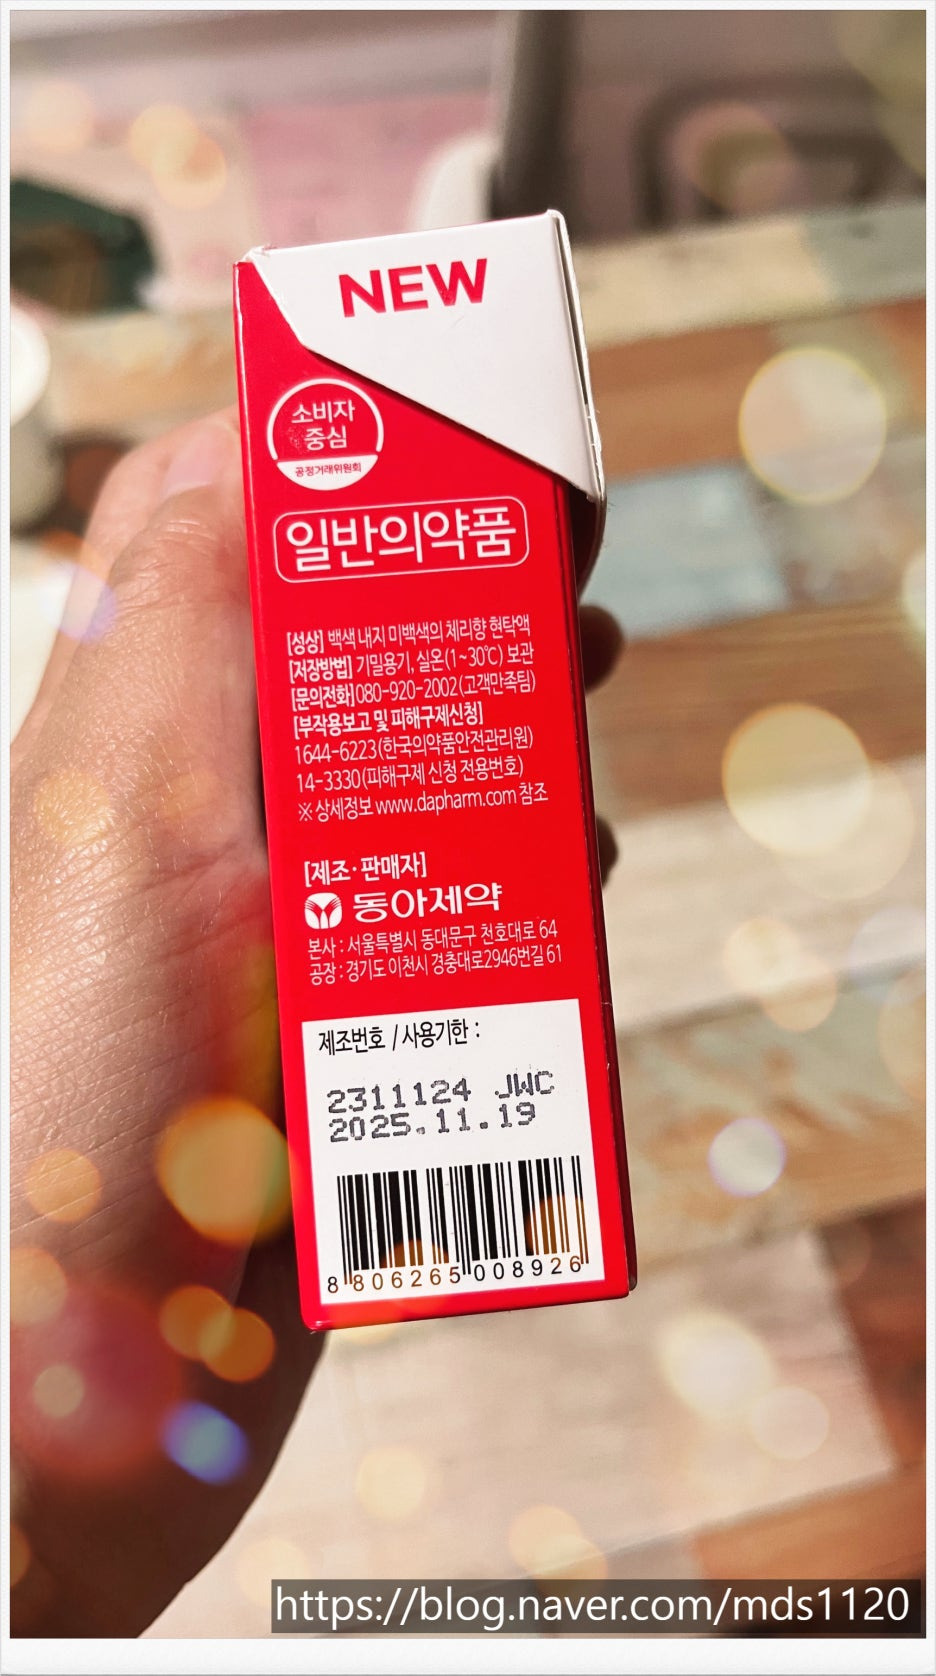 NEW
소비자
중심
공정거래위원회
일반의약품
[성상] 백색 내지 미백색의 체리향 현탁액
[저장방법] 기밀용기, 실온(1~30℃) 보관
[문의전화]080-920-2002(고객만족팀)
[부작용보고 및 피해구제신청]
1644-6223(한국의약품안전관리원)
14-3330(피해구제 신청 전용번호)
※ 상세정보 www.dapharm.com 참조
[제조·판매자]
동아제약
본사 : 서울특별시 동대문구 천호대로 64
공장 : 경기도 이천시 경충대로2946번길 61
제조번호 / 사용기한 :
2311124 JWC
2025.11.19
8 806265 008926
https://blog.naver.com/mds1120